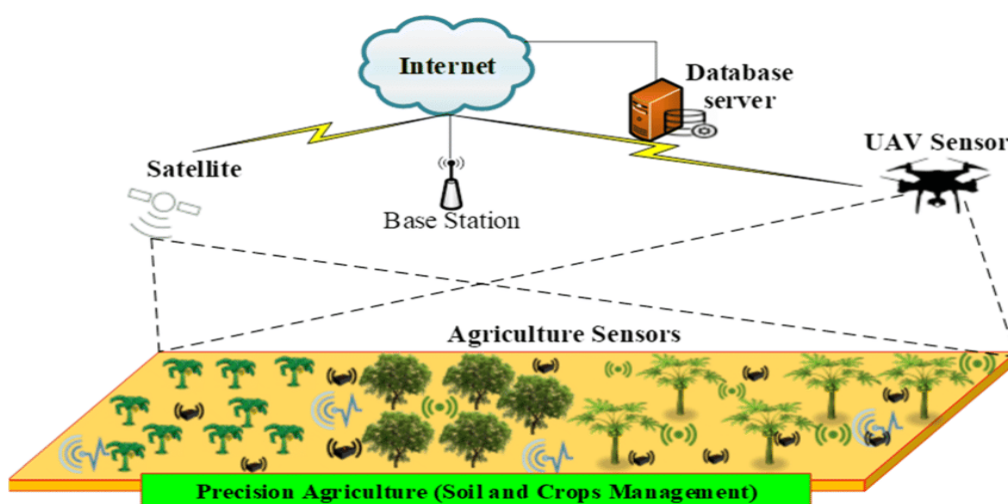 Internet
Database
server
UAV Sensor
Satellite
Base Station
Agriculture Sensors
Precision Agriculture (Soil and Crops Management)